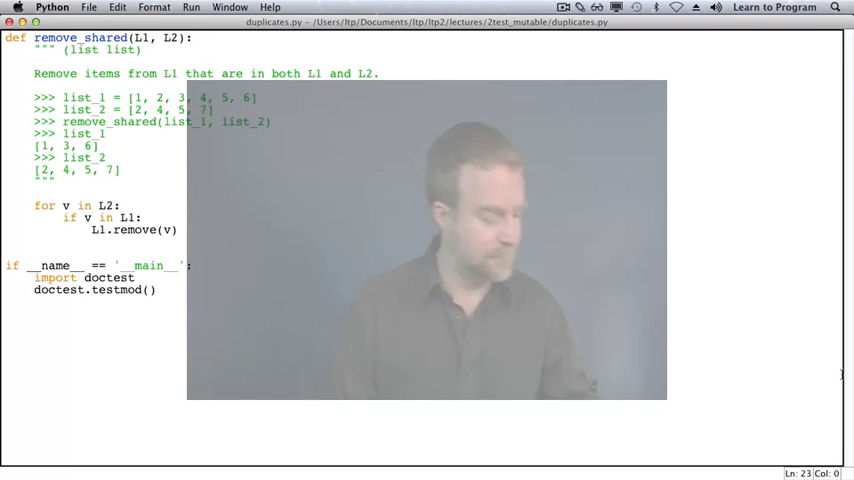 Python File Edit Format Run Window Help Learn to Program
duplicates.py - /Users/ltp/Documents/ltp/ltp2/lectures/2test_mutable/duplicates.py
def remove_shared(L1, L2):
""" (list list)
Remove items from L1 that are in both L1 and L2.
>>> list_1 = [1, 2, 3, 4, 5, 6]
>>> list_2 = [2, 4, 5, 7]
>>> remove_shared(list_1, list_2)
>>> list_1
[1, 3, 6]
>>> list_2
[2, 4, 5, 7]
"""
for v in L2:
if v in L1:
L1.remove(v)
if __name__ == '__main__':
import doctest
doctest.testmod()
Ln: 23 Col: 0